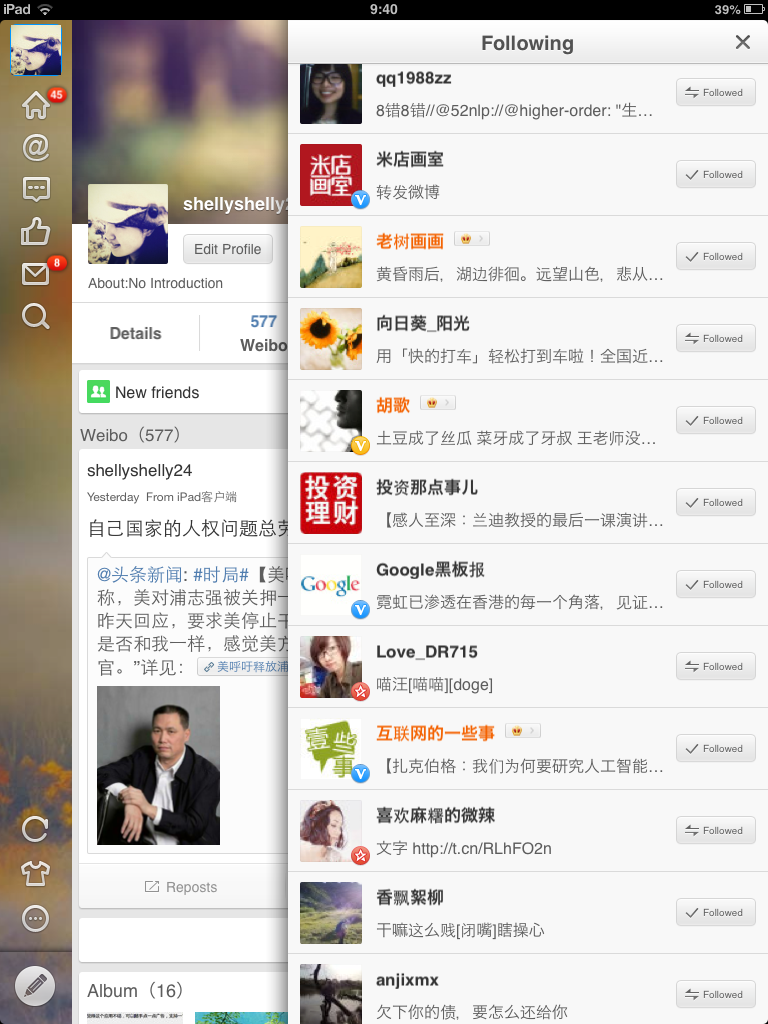 iPad
9:40
39%
45
8
shellyshelly2
Edit Profile
About:No Introduction
Details
577
Weibo
New friends
Weibo（577）
shellyshelly24
Yesterday From iPad客户端
自己国家的人权问题总
@头条新闻: #时局#【美
称，美对浦志强被关押一
昨天回应，要求美停止干
是否和我一样，感觉美方
官。”详见：美呼吁释放浦
Reposts
Album（16）
Following
qq1988zz
8错8错//@52nlp://@higher-order: "生…
Followed
米店画室
米店画室
转发微博
Followed
老树画画
黄昏雨后，湖边徘徊。远望山色，悲从…
Followed
向日葵_阳光
用「快的打车」轻松打到车啦！全国近…
Followed
胡歌
土豆成了丝瓜 菜牙成了牙叔 王老师没…
Followed
投资理财
投资那点事儿
【感人至深：兰迪教授的最后一课演讲…
Followed
Google
Google黑板报
霓虹已渗透在香港的每一个角落，见证…
Followed
Love_DR715
喵汪[喵喵][doge]
Followed
壹些事
互联网的一些事
【扎克伯格：我们为何要研究人工智能…
Followed
喜欢麻糬的微辣
文字 http://t.cn/RLhFO2n
Followed
香飘絮柳
干嘛这么贱[闭嘴]瞎操心
Followed
anjixmx
欠下你的债，要怎么还给你
Followed